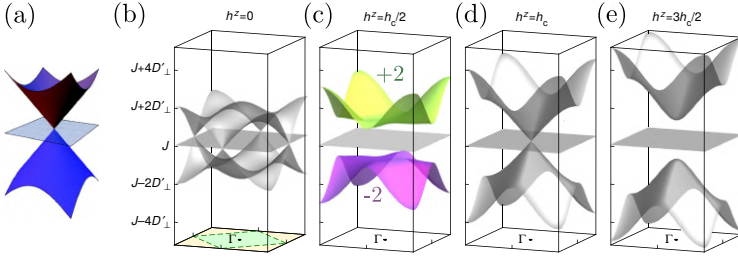 (a)
(b)
(c)
(d)
(e)
h^z=0
h^z=h_c/2
h^z=h_c
h^z=3h_c/2
J+4D'_⊥
J+2D'_⊥
J
J−2D'_⊥
J−4D'_⊥
+2
-2
Γ
Γ
Γ
Γ